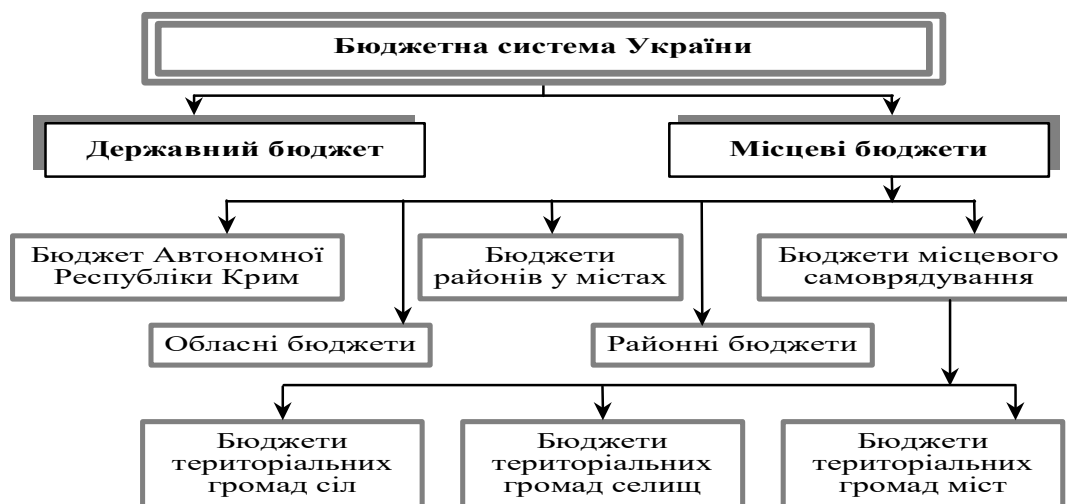 Бюджетна система України
Державний бюджет
Місцеві бюджети
Бюджет Автономної
Республіки Крим
Бюджети
районів у містах
Бюджети місцевого
самоврядування
Обласні бюджети
Районні бюджети
Бюджети
територіальних
громад сіл
Бюджети
територіальних
громад селищ
Бюджети
територіальних
громад міст